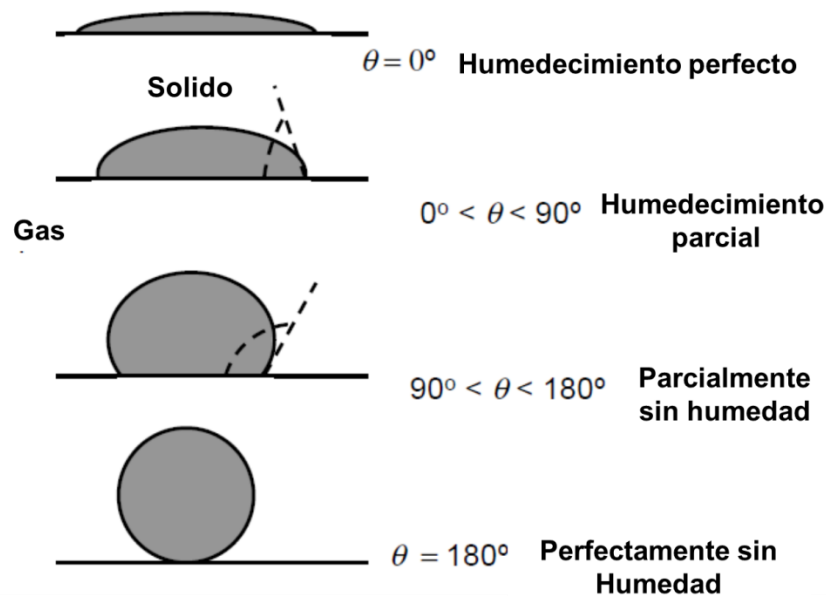 θ = 0º Humedecimiento perfecto
Solido
0º < θ < 90º Humedecimiento
parcial
Gas
90º < θ < 180º Parcialmente
sin humedad
θ = 180º Perfectamente sin
Humedad